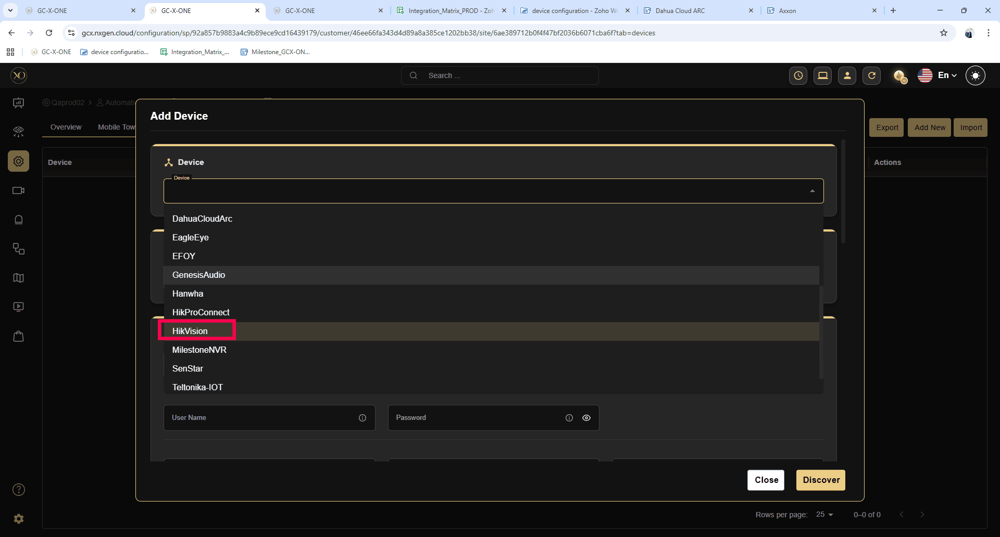 GC-X-ONE
GC-X-ONE
GC-X-ONE
Integration_Matrix_PROD - Zoh
device configuration - Zoho Wo
Dahua Cloud ARC
Axxon
gcx.nxgen.cloud/configuration/sp/92a857b9883a4c9b89ece9cd16439179/customer/46ee66fa343d4d89a8a385ce1202bb38/site/6ae389712b0f4f47bf2036b6071cba6f?tab=devices
GC-X-ONE
device configuratio...
Integration_Matrix_...
Milestone_GCX-ON...
XO
Search ...
En
Qaprod02
Automati
Add Device
Overview
Mobile Tow
Export
Add New
Import
Device
Device
Actions
Device
DahuaCloudArc
EagleEye
EFOY
GenesisAudio
Hanwha
HikProConnect
HikVision
MilestoneNVR
SenStar
Teltonika-IOT
User Name
Password
Close
Discover
Rows per page:
25
0–0 of 0